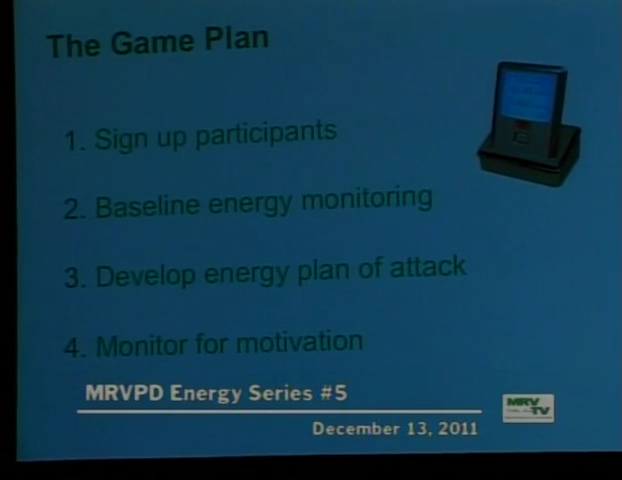 The Game Plan
1. Sign up participants
2. Baseline energy monitoring
3. Develop energy plan of attack
4. Monitor for motivation
MRVPD Energy Series #5
December 13, 2011
MRV
TV